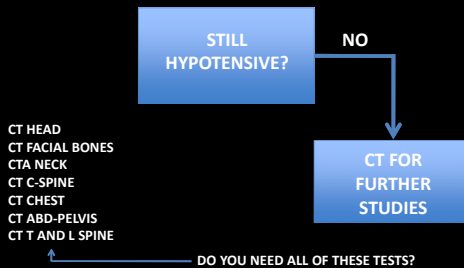 STILL
HYPOTENSIVE?
NO
CT HEAD
CT FACIAL BONES
CTA NECK
CT C-SPINE
CT CHEST
CT ABD-PELVIS
CT T AND L SPINE
CT FOR
FURTHER
STUDIES
DO YOU NEED ALL OF THESE TESTS?